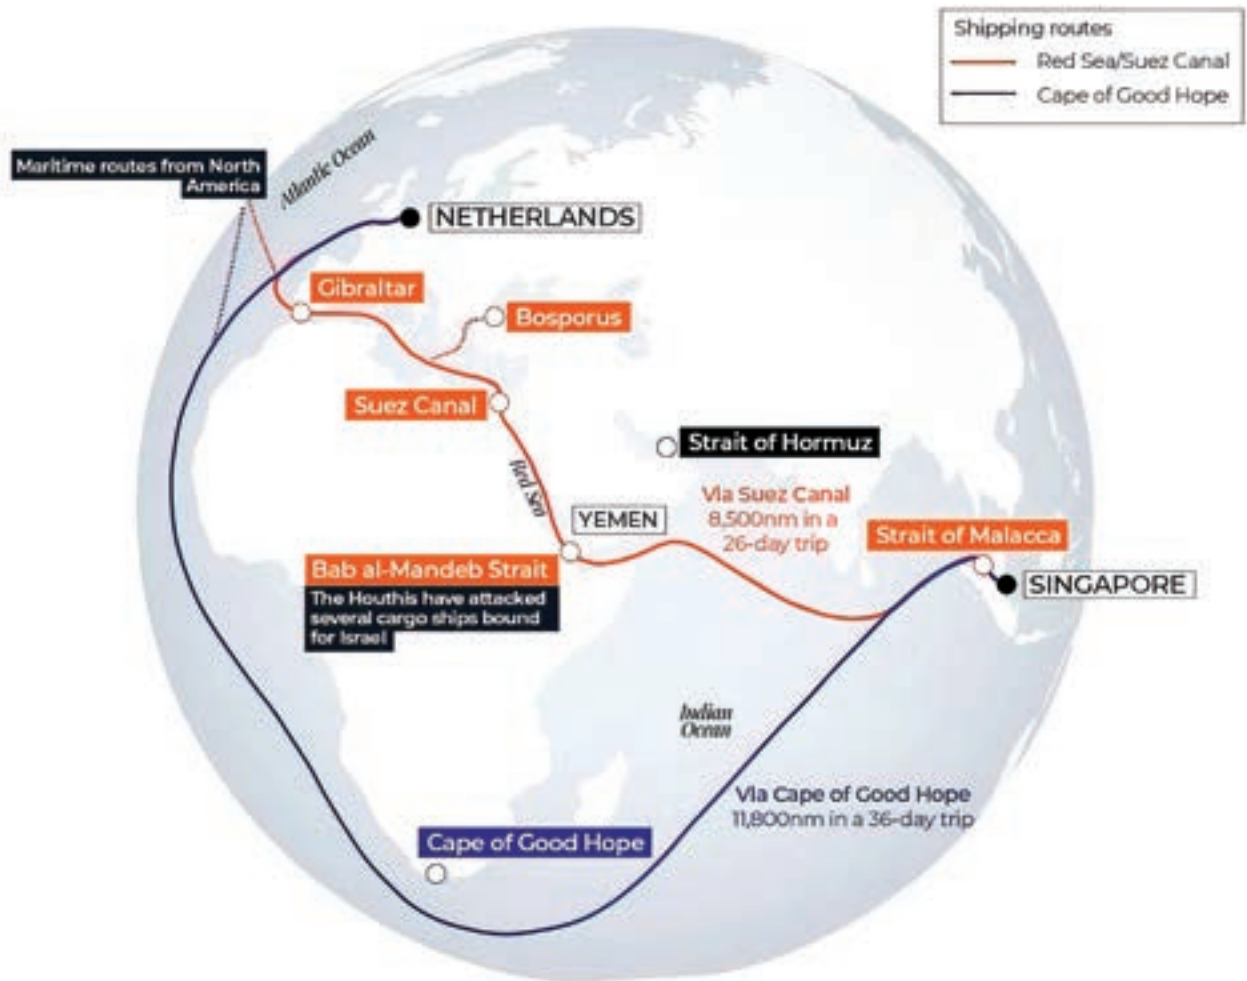 Shipping routes
Red Sea/Suez Canal
Cape of Good Hope
Maritime routes from North
America
Atlantic Ocean
NETHERLANDS
Gibraltar
Bosporus
Suez Canal
Strait of Hormuz
Red Sea
Via Suez Canal
8,500nm in a
26-day trip
YEMEN
Strait of Malacca
Bab al-Mandeb Strait
The Houthis have attacked
several cargo ships bound
for Israel
SINGAPORE
Indian
Ocean
Via Cape of Good Hope
11,800nm in a 36-day trip
Cape of Good Hope